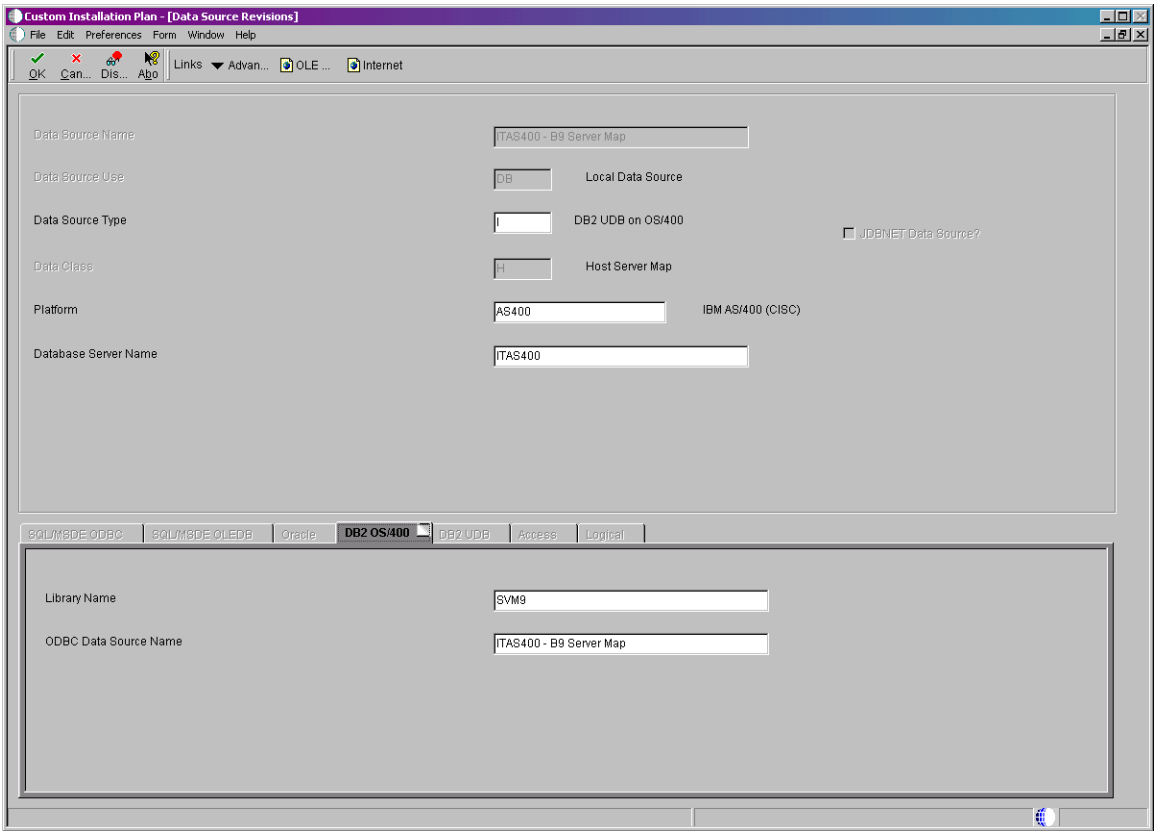 Custom Installation Plan - [Data Source Revisions]
File Edit Preferences Form Window Help
OK Can... Dis... Abo Links Advan... OLE ... Internet
Data Source Name ITAS400 - B9 Server Map
Data Source Use DB Local Data Source
Data Source Type I DB2 UDB on OS/400
JDBNET Data Source?
Data Class H Host Server Map
Platform AS400 IBM AS/400 (CISC)
Database Server Name ITAS400
SQL/MSDE ODBC SQL/MSDE OLEDB Oracle DB2 OS/400 DB2 UDB Access Logical
Library Name SVM9
ODBC Data Source Name ITAS400 - B9 Server Map